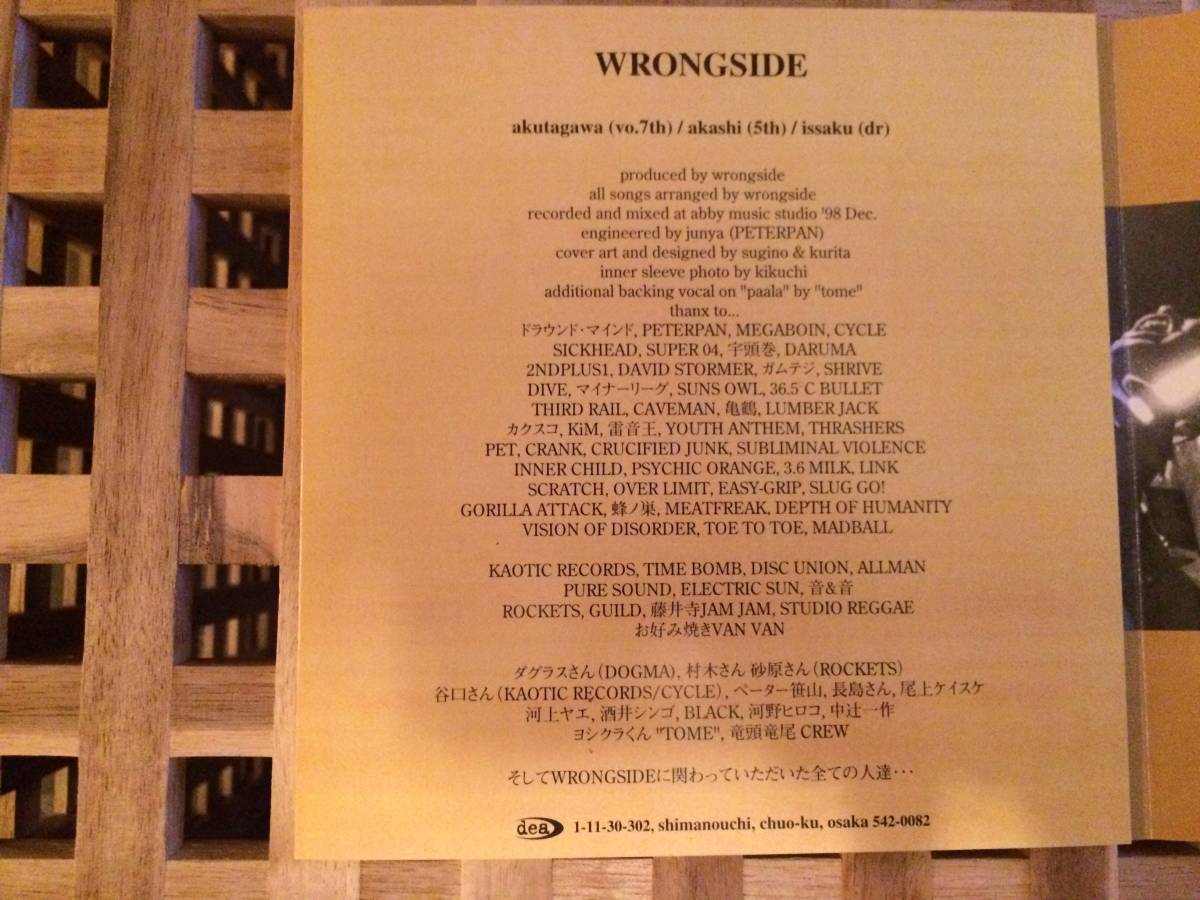 WRONGSIDE
akutagawa (vo.7th) / akashi (5th) / issaku (dr)
produced by wrongside
all songs arranged by wrongside
recorded and mixed at abby music studio '98 Dec.
engineered by junya (PETERPAN)
cover art and designed by sugino & kurita
inner sleeve photo by kikuchi
additional backing vocal on "paala" by "tome"
thanx to...
ドラウンド・マインド, PETERPAN, MEGABOIN, CYCLE
SICKHEAD, SUPER 04, 宇頭巻, DARUMA
2NDPLUS1, DAVID STORMER, ガムテジ, SHRIVE
DIVE, マイナーリーグ, SUNS OWL, 36.5°C BULLET
THIRD RAIL, CAVEMAN, 亀鶴, LUMBER JACK
カクスコ, KiM, 雷音王, YOUTH ANTHEM, THRASHERS
PET, CRANK, CRUCIFIED JUNK, SUBLIMINAL VIOLENCE
INNER CHILD, PSYCHIC ORANGE, 3.6 MILK, LINK
SCRATCH, OVER LIMIT, EASY-GRIP, SLUG GO!
GORILLA ATTACK, 蜂ノ巣, MEATFREAK, DEPTH OF HUMANITY
VISION OF DISORDER, TOE TO TOE, MADBALL
KAOTIC RECORDS, TIME BOMB, DISC UNION, ALLMAN
PURE SOUND, ELECTRIC SUN, 音&音
ROCKETS, GUILD, 藤井寺JAM JAM, STUDIO REGGAE
お好み焼きVAN VAN
ダグラスさん(DOGMA), 村木さん 砂原さん(ROCKETS)
谷口さん(KAOTIC RECORDS/CYCLE), ペーター笹山, 長島さん, 尾上ケイスケ
河上ヤエ, 酒井シンゴ, BLACK, 河野ヒロコ, 中辻一作
ヨシクラくん "TOME", 竜頭竜尾 CREW
そしてWRONGSIDEに関わっていただいた全ての人達・・・
dea 1-11-30-302, shimanouchi, chuo-ku, osaka 542-0082